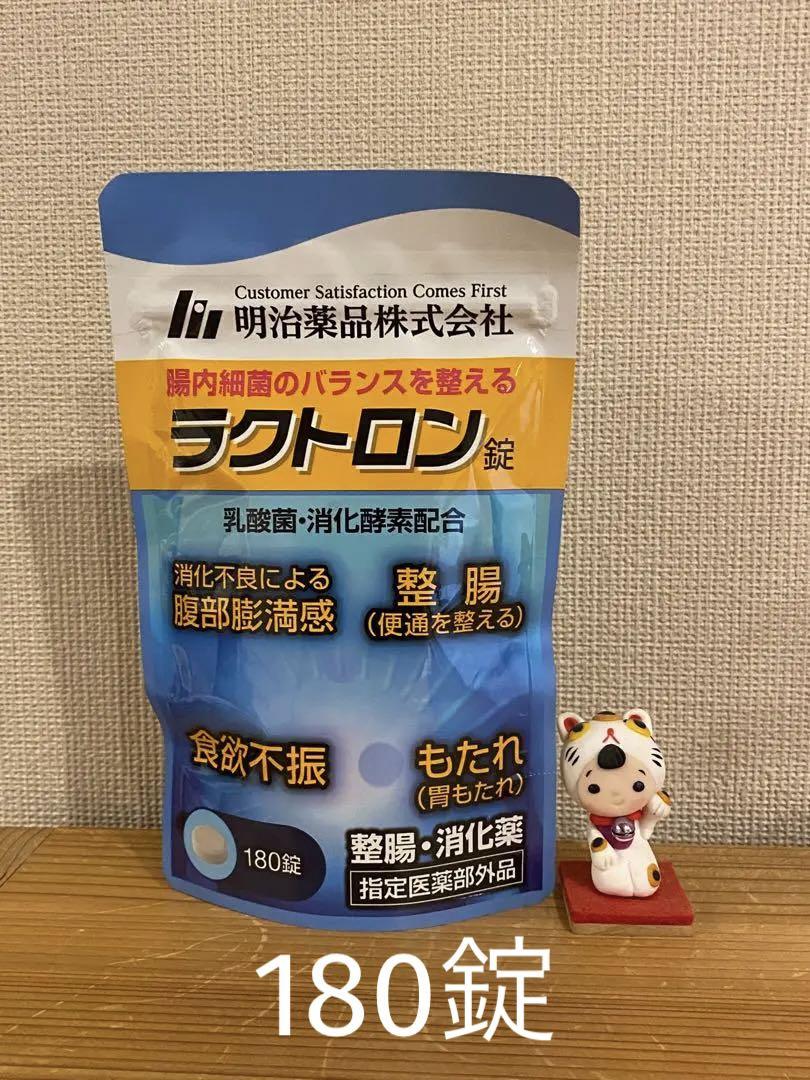 Customer Satisfaction Comes First
明治薬品株式会社
腸内細菌のバランスを整える
ラクトロン錠
乳酸菌・消化酵素配合
消化不良による
腹部膨満感
整腸
(便通を整える)
食欲不振
もたれ
(胃もたれ)
180錠
整腸・消化薬
指定医薬部外品
180錠